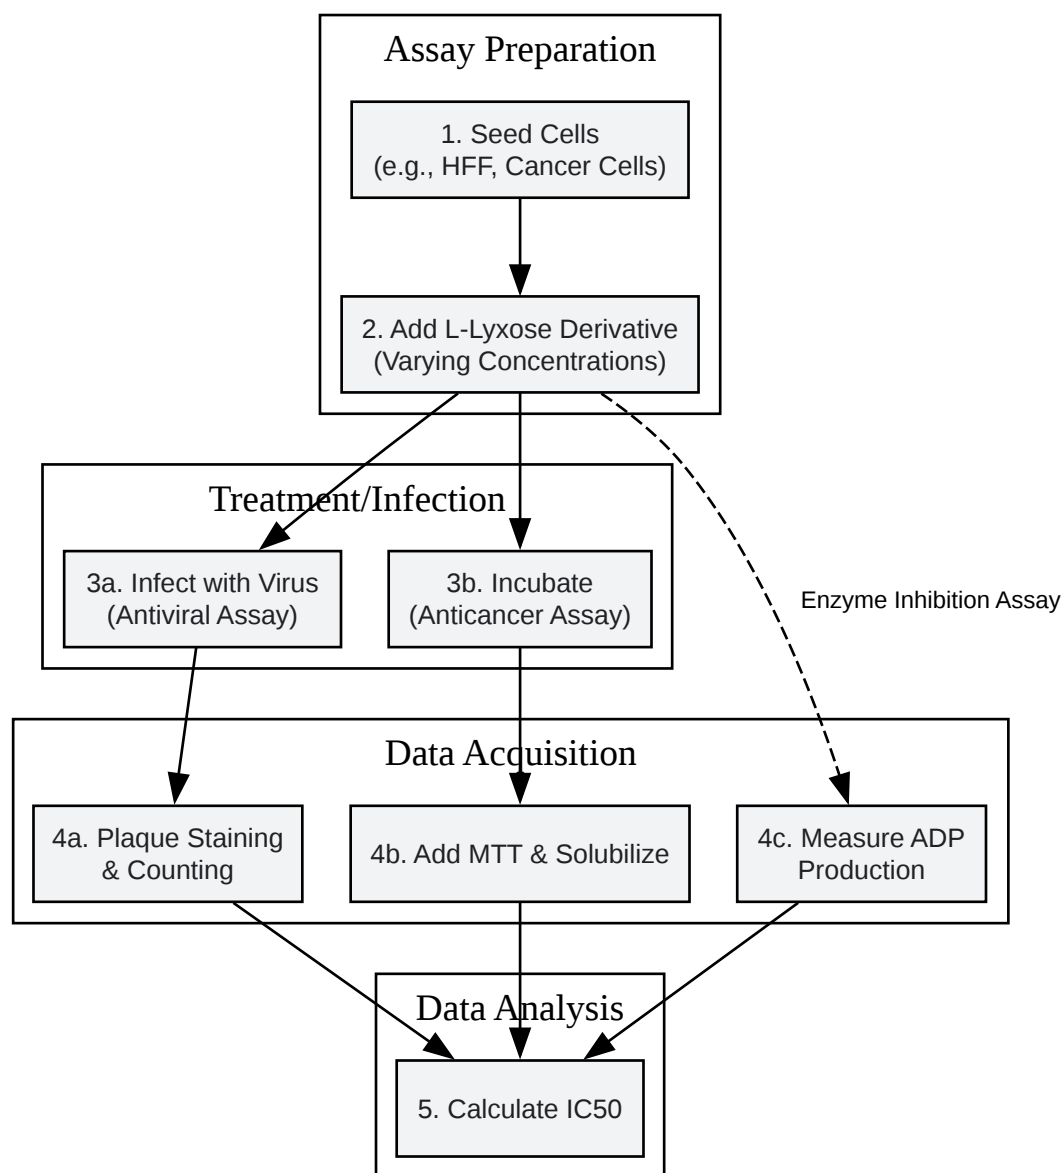 Assay Preparation
1. Seed Cells
(e.g., HFF, Cancer Cells)
2. Add L-Lyxose Derivative
(Varying Concentrations)
Treatment/Infection
3a. Infect with Virus
(Antiviral Assay)
3b. Incubate
(Anticancer Assay)
Enzyme Inhibition Assay
Data Acquisition
4a. Plaque Staining
& Counting
4b. Add MTT & Solubilize
4c. Measure ADP
Production
Data Analysis
5. Calculate IC50